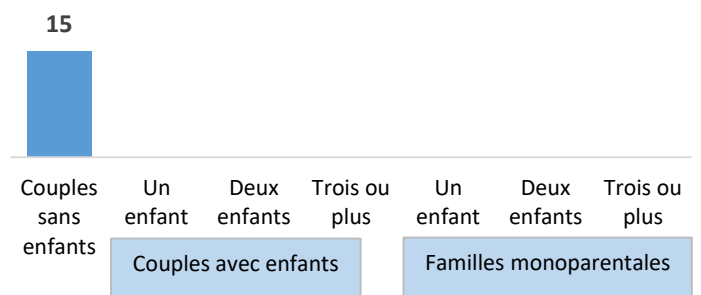 15
Couples sans enfants
Un enfant
Deux enfants
Trois ou plus
Un enfant
Deux enfants
Trois ou plus
Couples avec enfants
Familles monoparentales